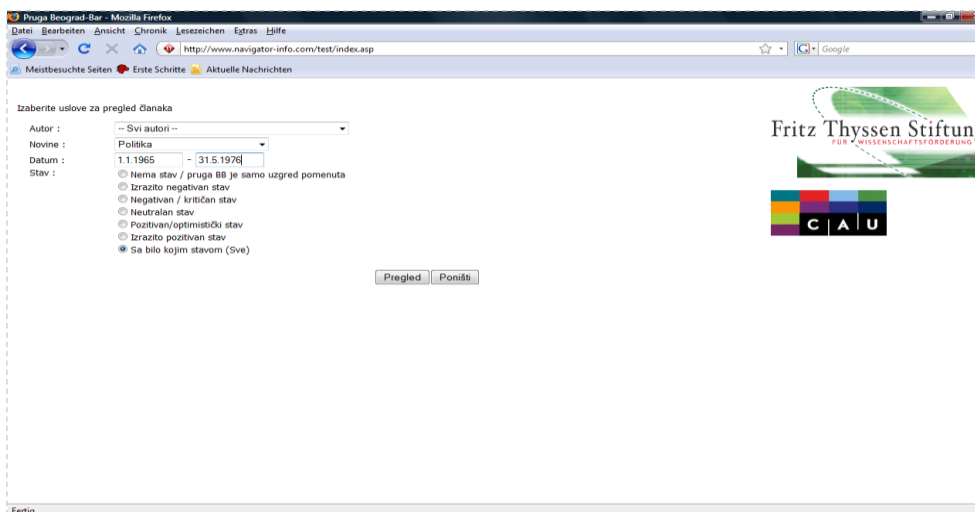 Pruga Beograd-Bar - Mozilla Firefox
Datei Bearbeiten Ansicht Chronik Lesezeichen Extras Hilfe
http://www.navigator-info.com/test/index.asp
Google
Meistbesuchte Seiten Erste Schritte Aktuelle Nachrichten
Izaberite uslove za pregled članaka
Autor : -- Svi autori --
Novine : Politika
Datum : 1.1.1965 - 31.5.1976
Stav : Nema stav / pruga BB je samo uzgred pomenuta
Izrazito negativan stav
Negativan / kritičan stav
Neutralan stav
Pozitivan/optimistički stav
Izrazito pozitivan stav
Sa bilo kojim stavom (Sve)
Pregled Poništi
Fritz Thyssen Stiftun
FÜR WISSENSCHAFTSFÖRDERUNG
C A U
Fertig